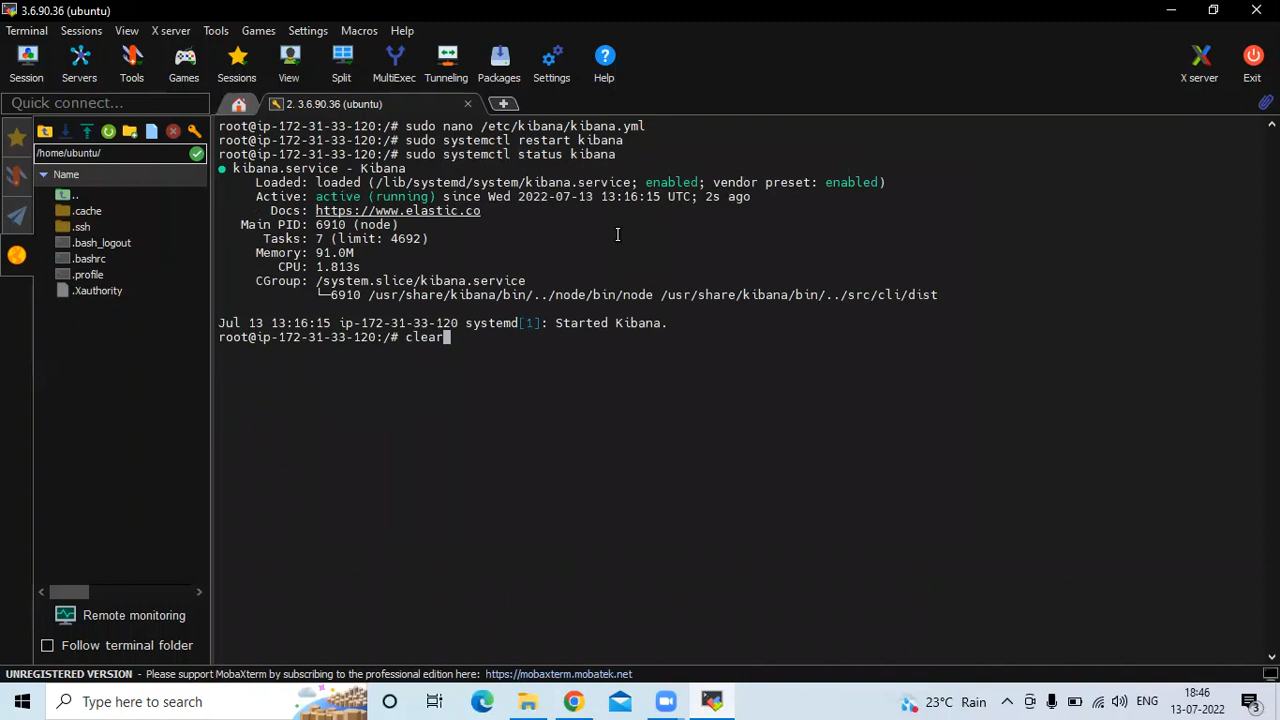 3.6.90.36 (ubuntu)
Terminal Sessions View X server Tools Games Settings Macros Help
Session Servers Tools Games Sessions View Split MultiExec Tunneling Packages Settings Help X server Exit
Quick connect...
2. 3.6.90.36 (ubuntu)
/home/ubuntu/
Name
..
.cache
.ssh
.bash_logout
.bashrc
.profile
.Xauthority
Remote monitoring
Follow terminal folder
root@ip-172-31-33-120:/# sudo nano /etc/kibana/kibana.yml
root@ip-172-31-33-120:/# sudo systemctl restart kibana
root@ip-172-31-33-120:/# sudo systemctl status kibana
● kibana.service - Kibana
Loaded: loaded (/lib/systemd/system/kibana.service; enabled; vendor preset: enabled)
Active: active (running) since Wed 2022-07-13 13:16:15 UTC; 2s ago
Docs: https://www.elastic.co
Main PID: 6910 (node)
Tasks: 7 (limit: 4692)
Memory: 91.0M
CPU: 1.813s
CGroup: /system.slice/kibana.service
└─6910 /usr/share/kibana/bin/../node/bin/node /usr/share/kibana/bin/../src/cli/dist
Jul 13 13:16:15 ip-172-31-33-120 systemd[1]: Started Kibana.
root@ip-172-31-33-120:/# clear
UNREGISTERED VERSION - Please support MobaXterm by subscribing to the professional edition here: https://mobaxterm.mobatek.net
Type here to search
23°C Rain
ENG
18:46
13-07-2022
3